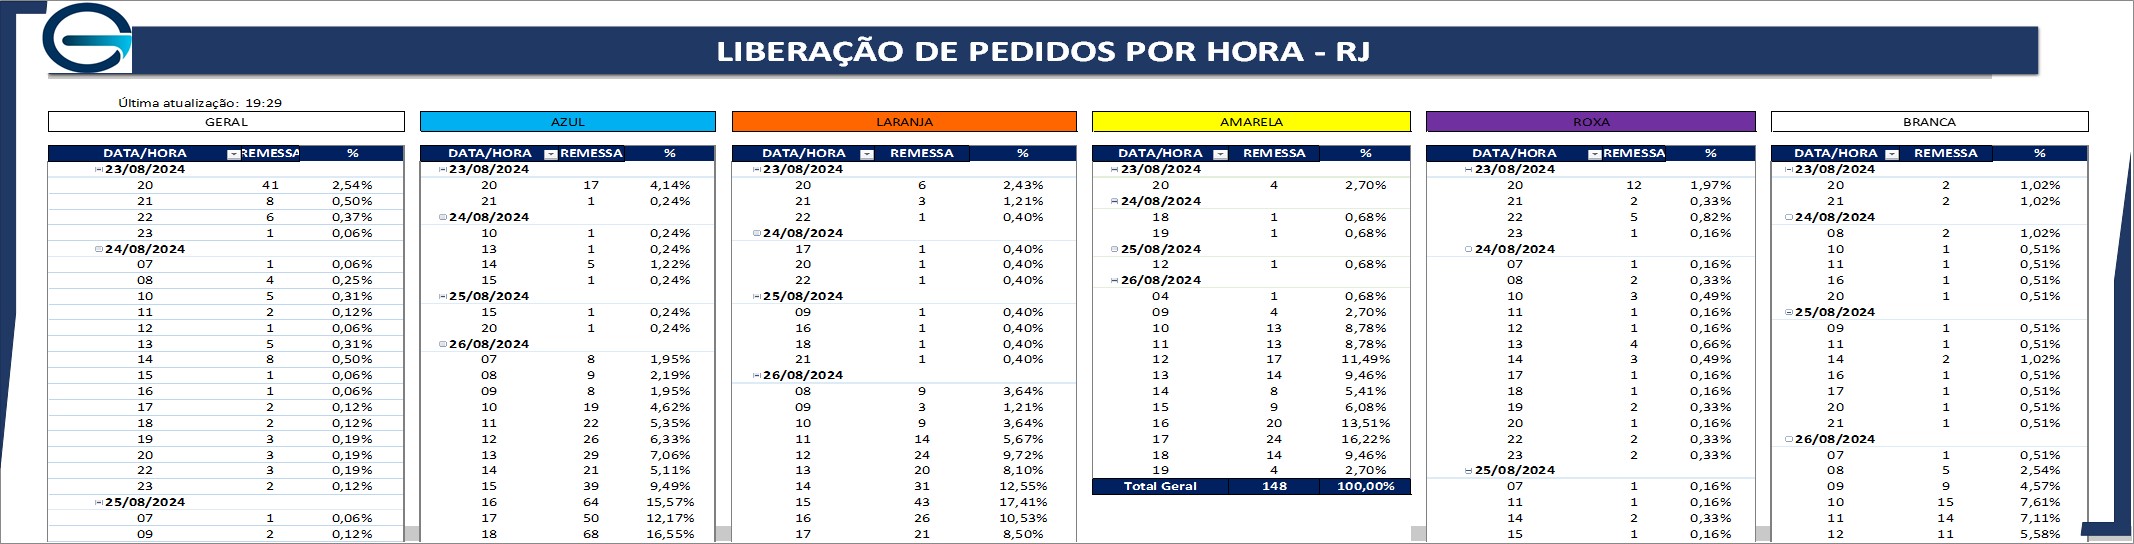 LIBERAÇÃO DE PEDIDOS POR HORA - RJ
Última atualização: 19:29
GERAL
DATA/HORA REMESSA %
23/08/2024
20 41 2,54%
21 8 0,50%
22 6 0,37%
23 1 0,06%
24/08/2024
07 1 0,06%
08 4 0,25%
10 5 0,31%
11 2 0,12%
12 1 0,06%
13 5 0,31%
14 8 0,50%
15 1 0,06%
16 1 0,06%
17 2 0,12%
18 2 0,12%
19 3 0,19%
20 3 0,19%
22 3 0,19%
23 2 0,12%
25/08/2024
07 1 0,06%
09 2 0,12%
AZUL
DATA/HORA REMESSA %
23/08/2024
20 17 4,14%
21 1 0,24%
24/08/2024
10 1 0,24%
13 1 0,24%
14 5 1,22%
15 1 0,24%
25/08/2024
15 1 0,24%
20 1 0,24%
26/08/2024
07 8 1,95%
08 9 2,19%
09 8 1,95%
10 19 4,62%
11 22 5,35%
12 26 6,33%
13 29 7,06%
14 21 5,11%
15 39 9,49%
16 64 15,57%
17 50 12,17%
18 68 16,55%
LARANJA
DATA/HORA REMESSA %
23/08/2024
20 6 2,43%
21 3 1,21%
22 1 0,40%
24/08/2024
17 1 0,40%
20 1 0,40%
22 1 0,40%
25/08/2024
09 1 0,40%
16 1 0,40%
18 1 0,40%
21 1 0,40%
26/08/2024
08 9 3,64%
09 3 1,21%
10 9 3,64%
11 14 5,67%
12 24 9,72%
13 20 8,10%
14 31 12,55%
15 43 17,41%
16 26 10,53%
17 21 8,50%
AMARELA
DATA/HORA REMESSA %
23/08/2024
20 4 2,70%
24/08/2024
18 1 0,68%
19 1 0,68%
25/08/2024
12 1 0,68%
26/08/2024
04 1 0,68%
09 4 2,70%
10 13 8,78%
11 13 8,78%
12 17 11,49%
13 14 9,46%
14 8 5,41%
15 9 6,08%
16 20 13,51%
17 24 16,22%
18 14 9,46%
19 4 2,70%
Total Geral 148 100,00%
ROXA
DATA/HORA REMESSA %
23/08/2024
20 12 1,97%
21 2 0,33%
22 5 0,82%
23 1 0,16%
24/08/2024
07 1 0,16%
08 2 0,33%
10 3 0,49%
11 1 0,16%
12 1 0,16%
13 4 0,66%
14 3 0,49%
17 1 0,16%
18 1 0,16%
19 2 0,33%
20 1 0,16%
22 2 0,33%
23 2 0,33%
25/08/2024
07 1 0,16%
11 1 0,16%
14 2 0,33%
15 1 0,16%
BRANCA
DATA/HORA REMESSA %
23/08/2024
20 2 1,02%
21 2 1,02%
24/08/2024
08 2 1,02%
10 1 0,51%
11 1 0,51%
16 1 0,51%
20 1 0,51%
25/08/2024
09 1 0,51%
11 1 0,51%
14 2 1,02%
16 1 0,51%
17 1 0,51%
20 1 0,51%
21 1 0,51%
26/08/2024
07 1 0,51%
08 5 2,54%
09 9 4,57%
10 15 7,61%
11 14 7,11%
12 11 5,58%